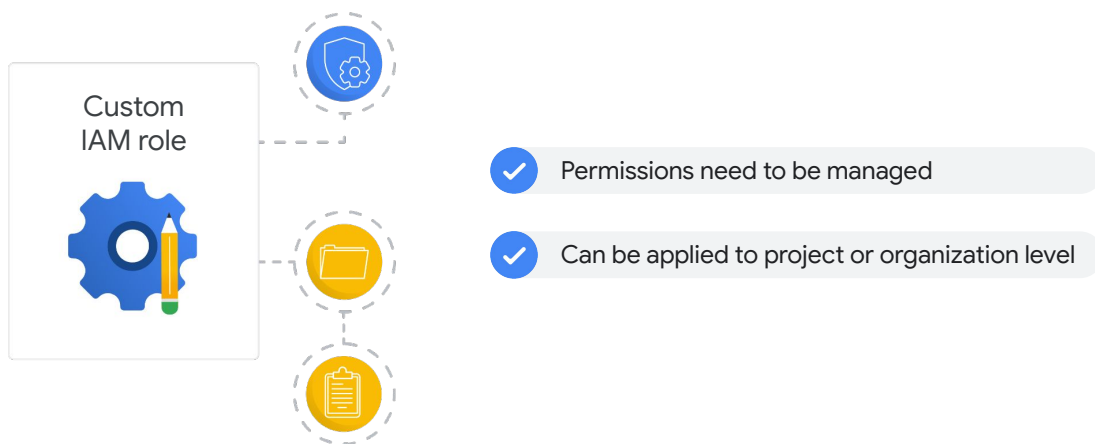 Custom
IAM role
Permissions need to be managed
Can be applied to project or organization level